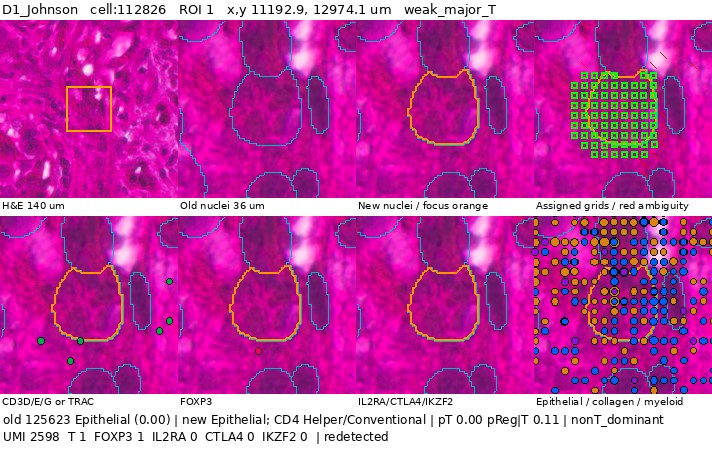 D1_Johnson cell:112826 ROI 1 x,y 11192.9, 12974.1 um weak_major_T
H&E 140 um
Old nuclei 36 um
New nuclei / focus orange
Assigned grids / red ambiguity
CD3D/E/G or TRAC
FOXP3
IL2RA/CTLA4/IKZF2
Epithelial / collagen / myeloid
old 125623 Epithelial (0.00) | new Epithelial; CD4 Helper/Conventional | pT 0.00 pReg|T 0.11 | nonT_dominant
UMI 2598 T 1 FOXP3 1 IL2RA 0 CTLA4 0 IKZF2 0 | redetected